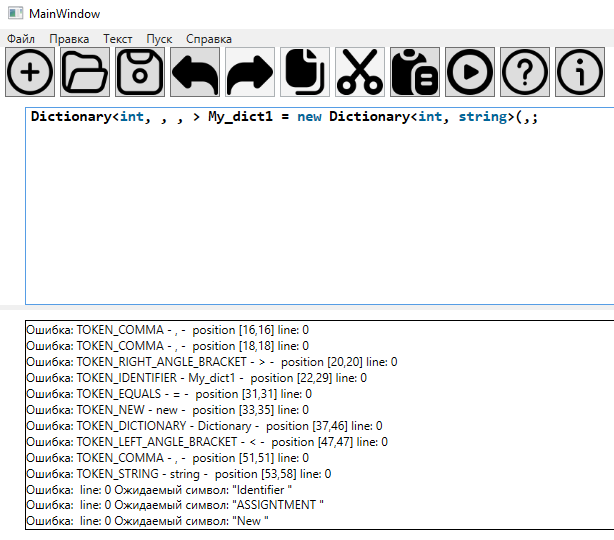 MainWindow
Файл Правка Текст Пуск Справка
Dictionary<int, , , > My_dict1 = new Dictionary<int, string>(,;
Ошибка: TOKEN_COMMA - , - position [16,16] line: 0
Ошибка: TOKEN_COMMA - , - position [18,18] line: 0
Ошибка: TOKEN_RIGHT_ANGLE_BRACKET - > - position [20,20] line: 0
Ошибка: TOKEN_IDENTIFIER - My_dict1 - position [22,29] line: 0
Ошибка: TOKEN_EQUALS - = - position [31,31] line: 0
Ошибка: TOKEN_NEW - new - position [33,35] line: 0
Ошибка: TOKEN_DICTIONARY - Dictionary - position [37,46] line: 0
Ошибка: TOKEN_LEFT_ANGLE_BRACKET - < - position [47,47] line: 0
Ошибка: TOKEN_COMMA - , - position [51,51] line: 0
Ошибка: TOKEN_STRING - string - position [53,58] line: 0
Ошибка: line: 0 Ожидаемый символ: "Identifier "
Ошибка: line: 0 Ожидаемый символ: "ASSIGNTMENT "
Ошибка: line: 0 Ожидаемый символ: "New "